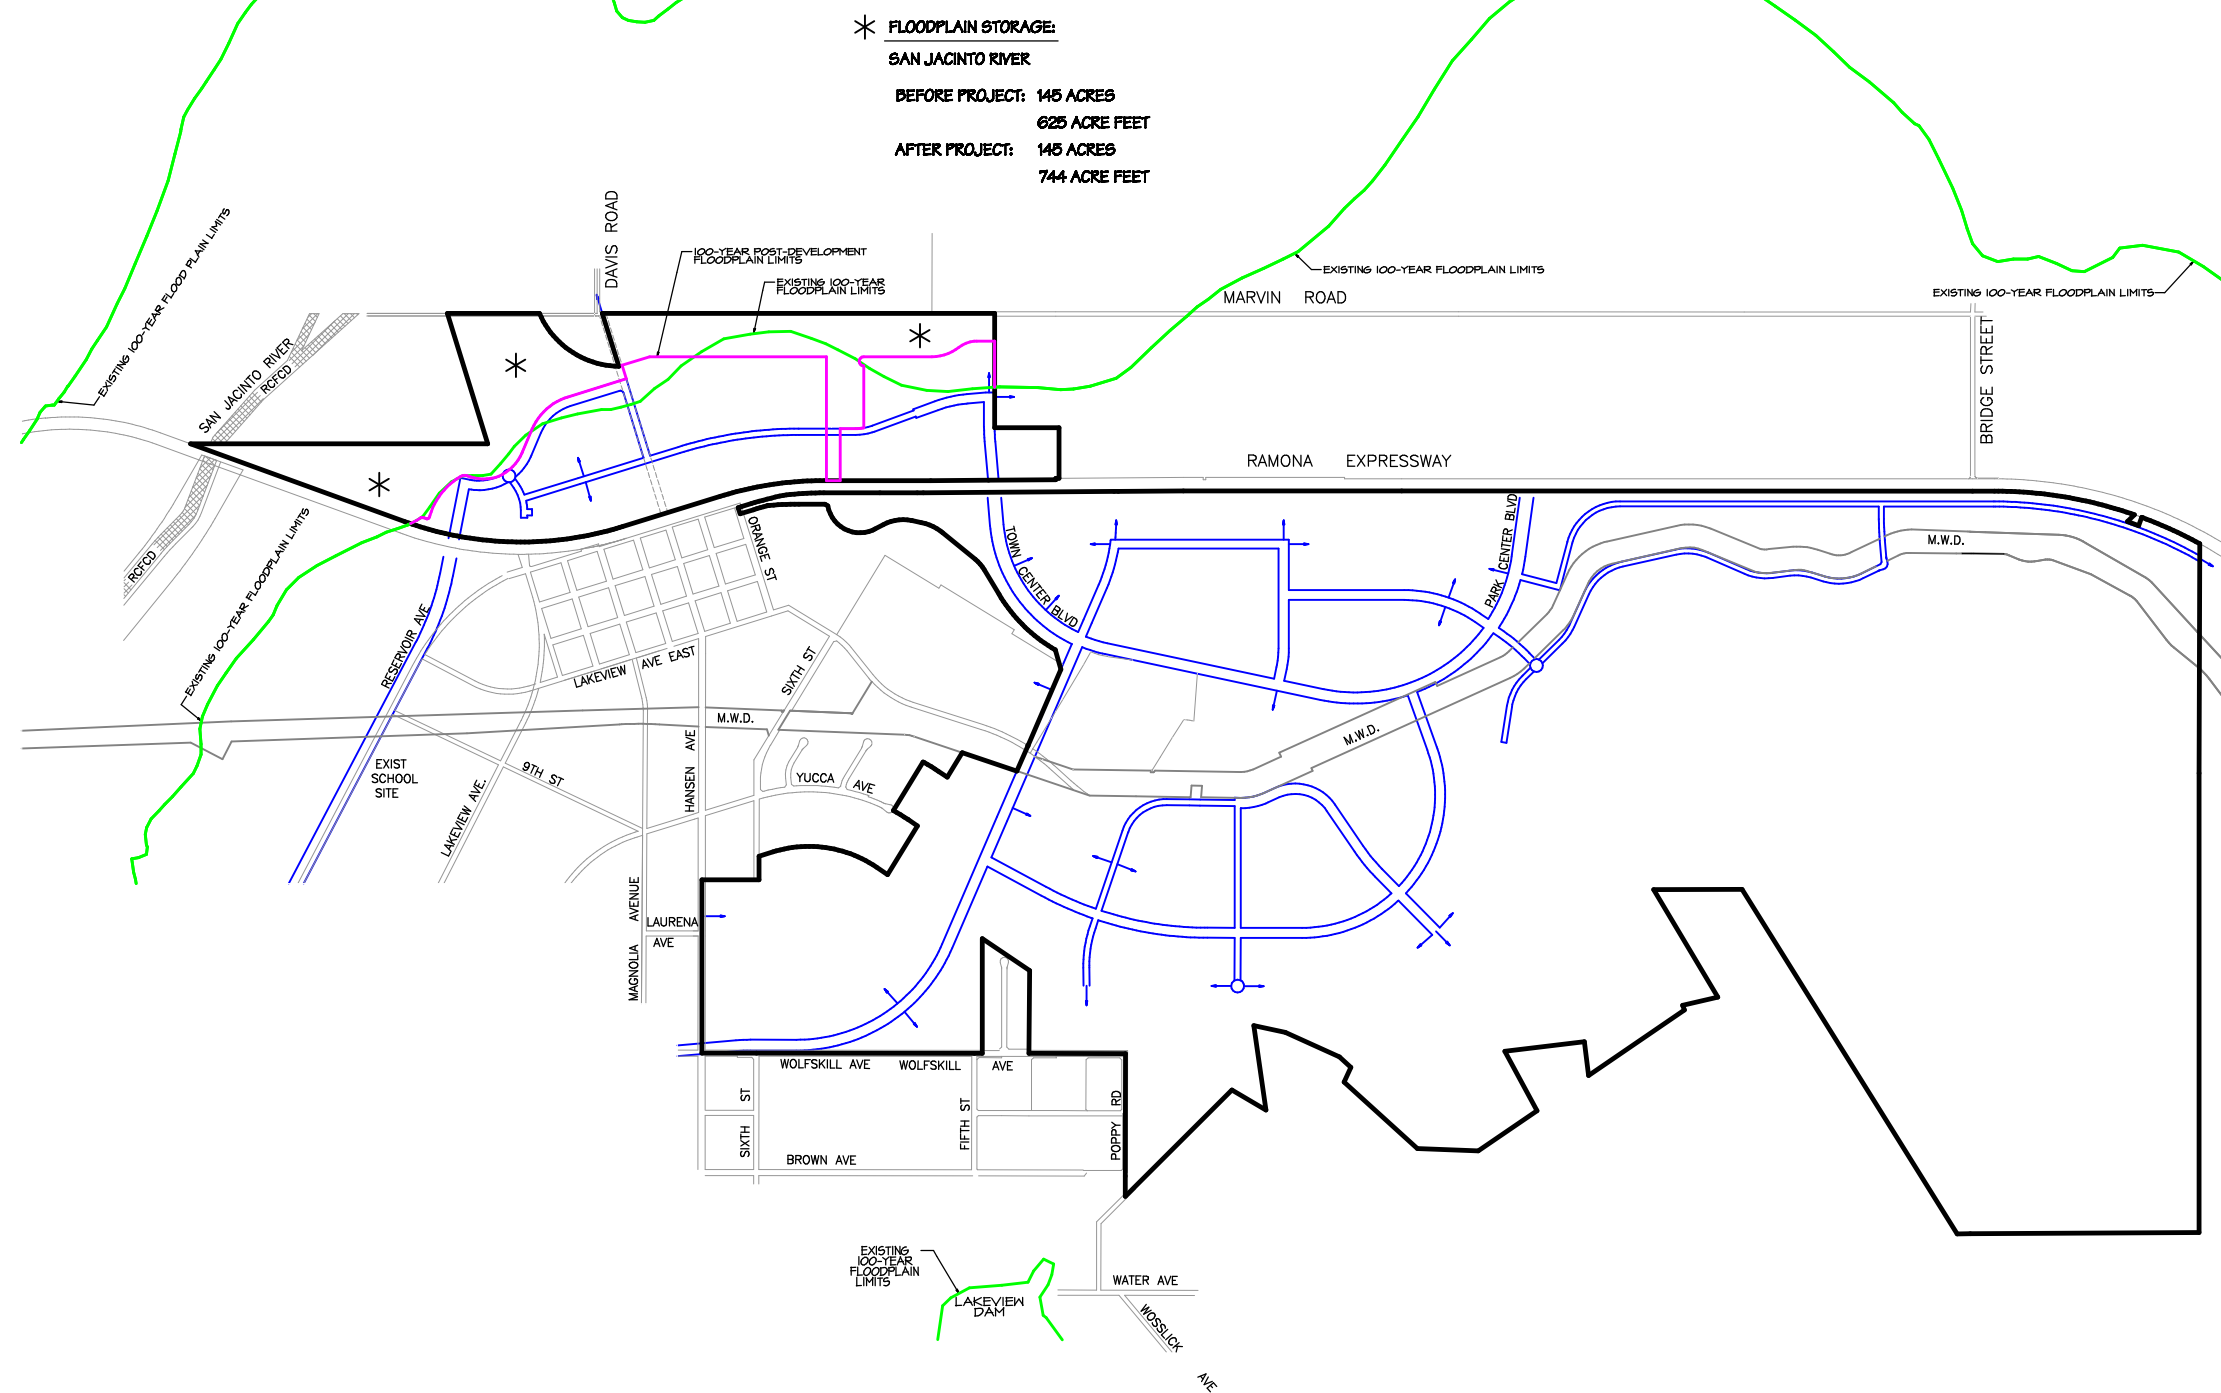 FLOODPLAIN STORAGE:
SAN JACINTO RIVER
BEFORE PROJECT: 145 ACRES
625 ACRE FEET
AFTER PROJECT: 145 ACRES
744 ACRE FEET
EXISTING 100-YEAR FLOOD PLAIN LIMITS
DAVIS ROAD
100-YEAR POST-DEVELOPMENT
FLOODPLAIN LIMITS
EXISTING 100-YEAR
FLOODPLAIN LIMITS
EXISTING 100-YEAR FLOODPLAIN LIMITS
MARVIN ROAD
EXISTING 100-YEAR FLOODPLAIN LIMITS
BRIDGE STREET
SAN JACINTO RIVER
RCFCD
RAMONA EXPRESSWAY
RCFCD
EXISTING 100-YEAR FLOODPLAIN LIMITS
RESERVOIR AVE
ORANGE ST
TOWN CENTER BLVD
PARK CENTER BLVD
M.W.D.
LAKEVIEW AVE EAST
SIXTH ST
M.W.D.
M.W.D.
EXIST
SCHOOL
SITE
9TH ST
LAKEVIEW AVE.
HANSEN AVE
YUCCA AVE
MAGNOLIA AVENUE
LAURENA
AVE
WOLFSKILL AVE
WOLFSKILL AVE
SIXTH ST
FIFTH ST
POPPY RD
BROWN AVE
EXISTING
100-YEAR
FLOODPLAIN
LIMITS
LAKEVIEW
DAM
WATER AVE
WOSSLICK AVE